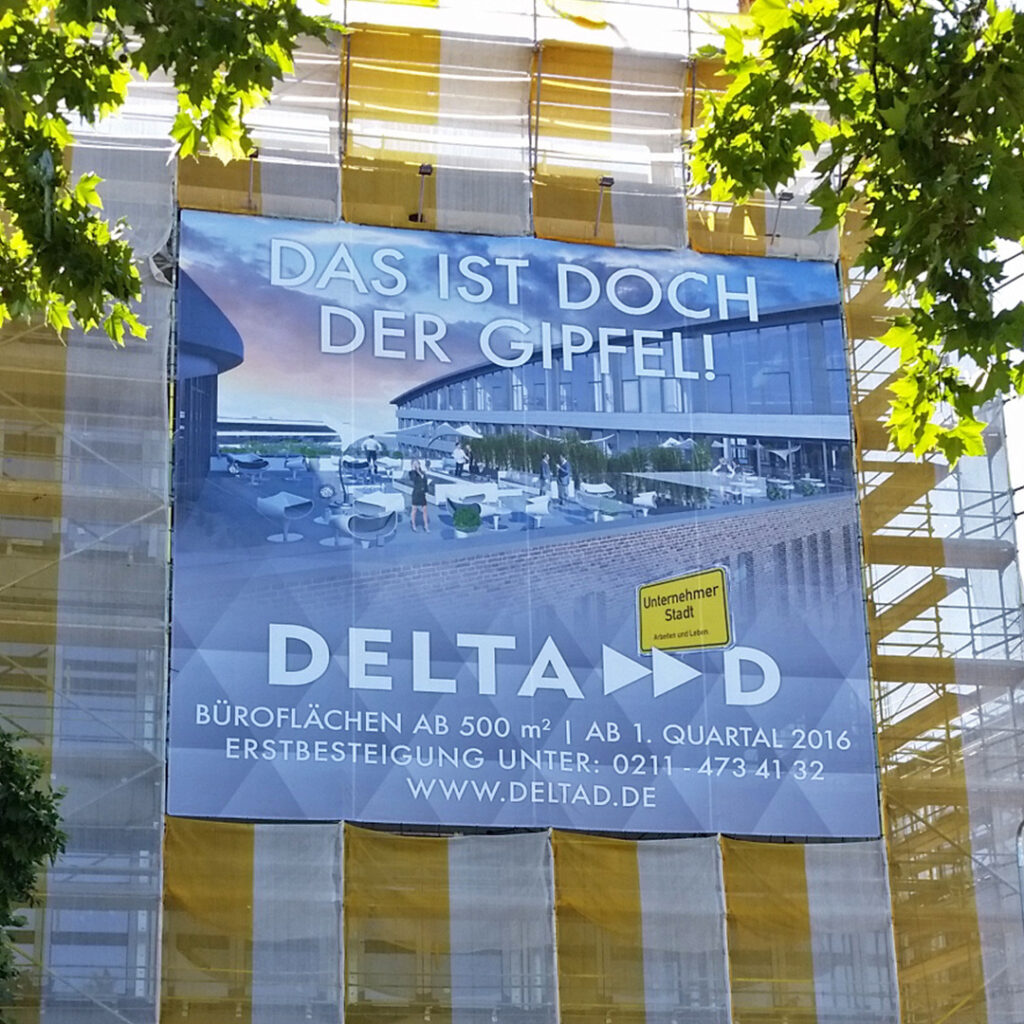 DAS IST DOCH
DER GIPFEL!
Unternehmer
Stadt
Arbeiten und Leben
DELTA D
BÜROFLÄCHEN AB 500 m² | AB 1. QUARTAL 2016
ERSTBESTEIGUNG UNTER: 0211 - 473 41 32
WWW.DELTAD.DE